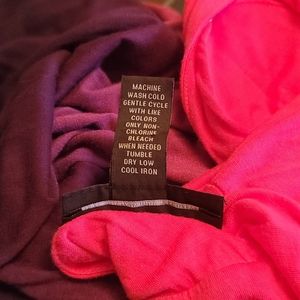 MACHINE
WASH COLD
GENTLE CYCLE
WITH LIKE
COLORS
ONLY NON-
CHLORINE
BLEACH
WHEN NEEDED
TUMBLE
DRY LOW
COOL IRON